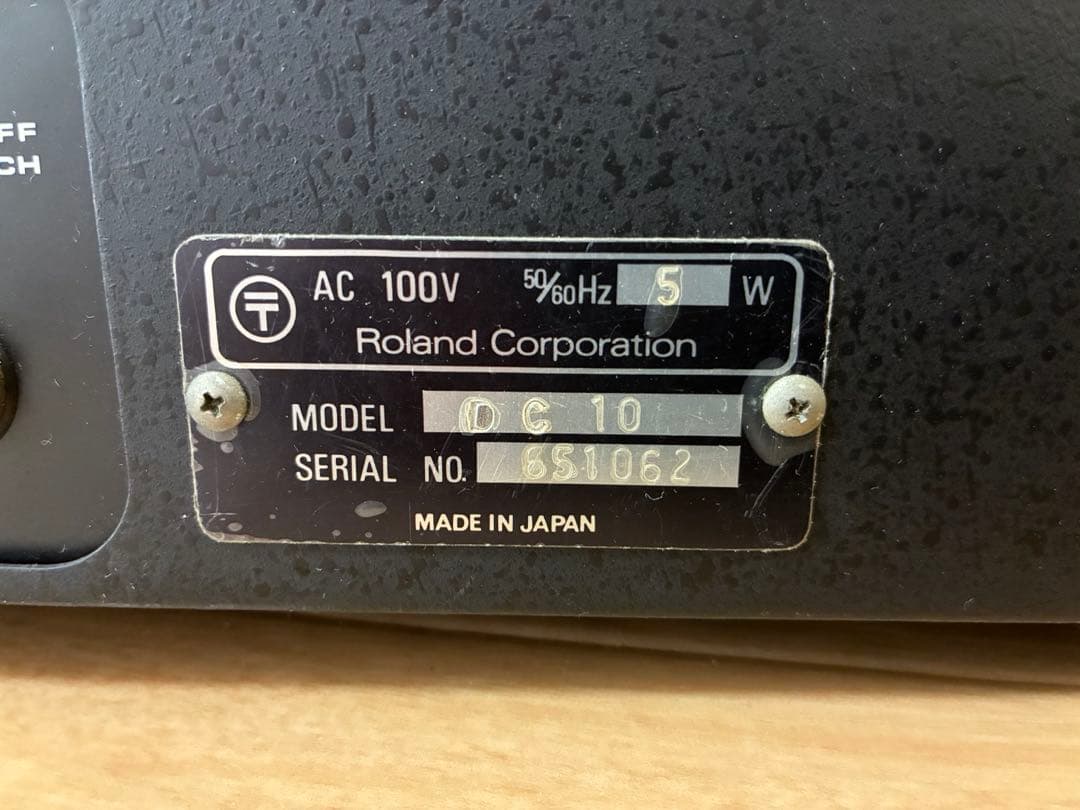 FF
CH
AC 100V 50/60Hz 5 W
Roland Corporation
MODEL DC 10
SERIAL NO. 651062
MADE IN JAPAN